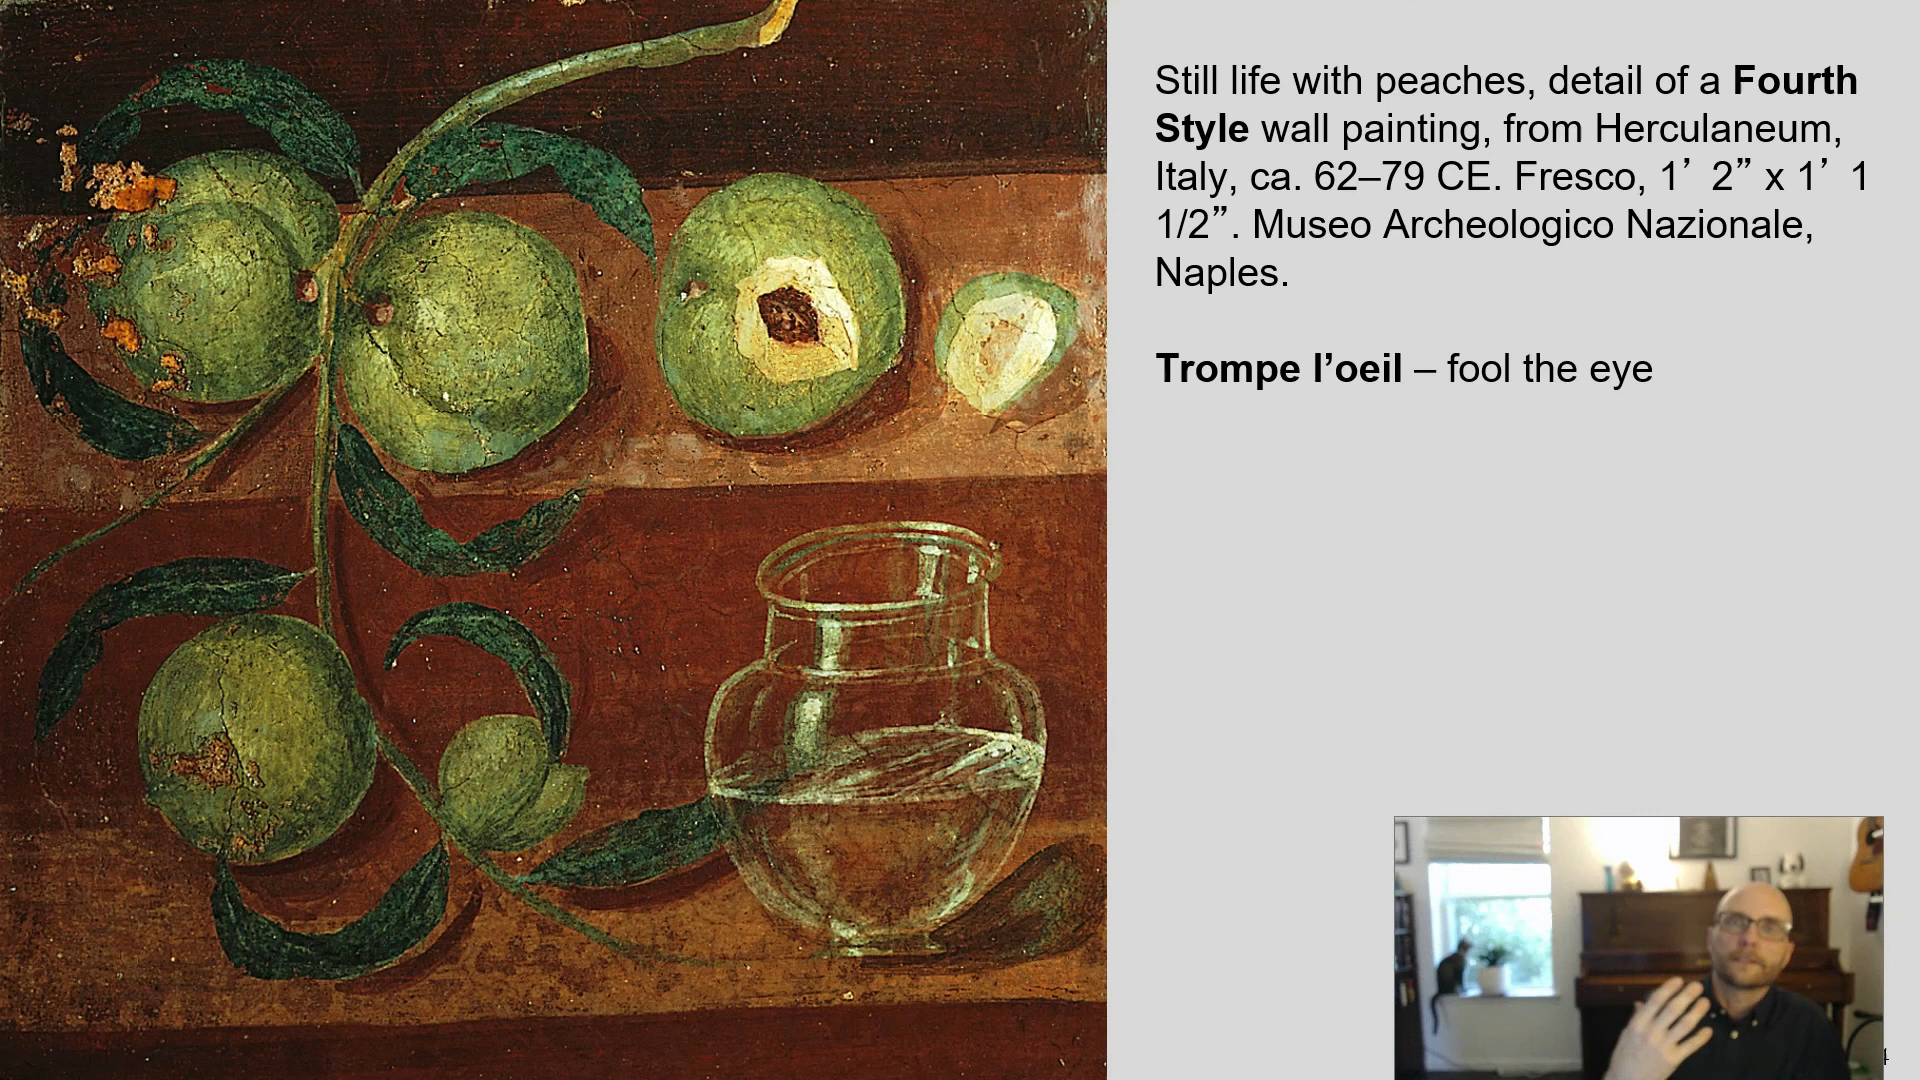 Still life with peaches, detail of a Fourth
Style wall painting, from Herculaneum,
Italy, ca. 62–79 CE. Fresco, 1’ 2” x 1’ 1
1/2”. Museo Archeologico Nazionale,
Naples.
Trompe l’oeil – fool the eye